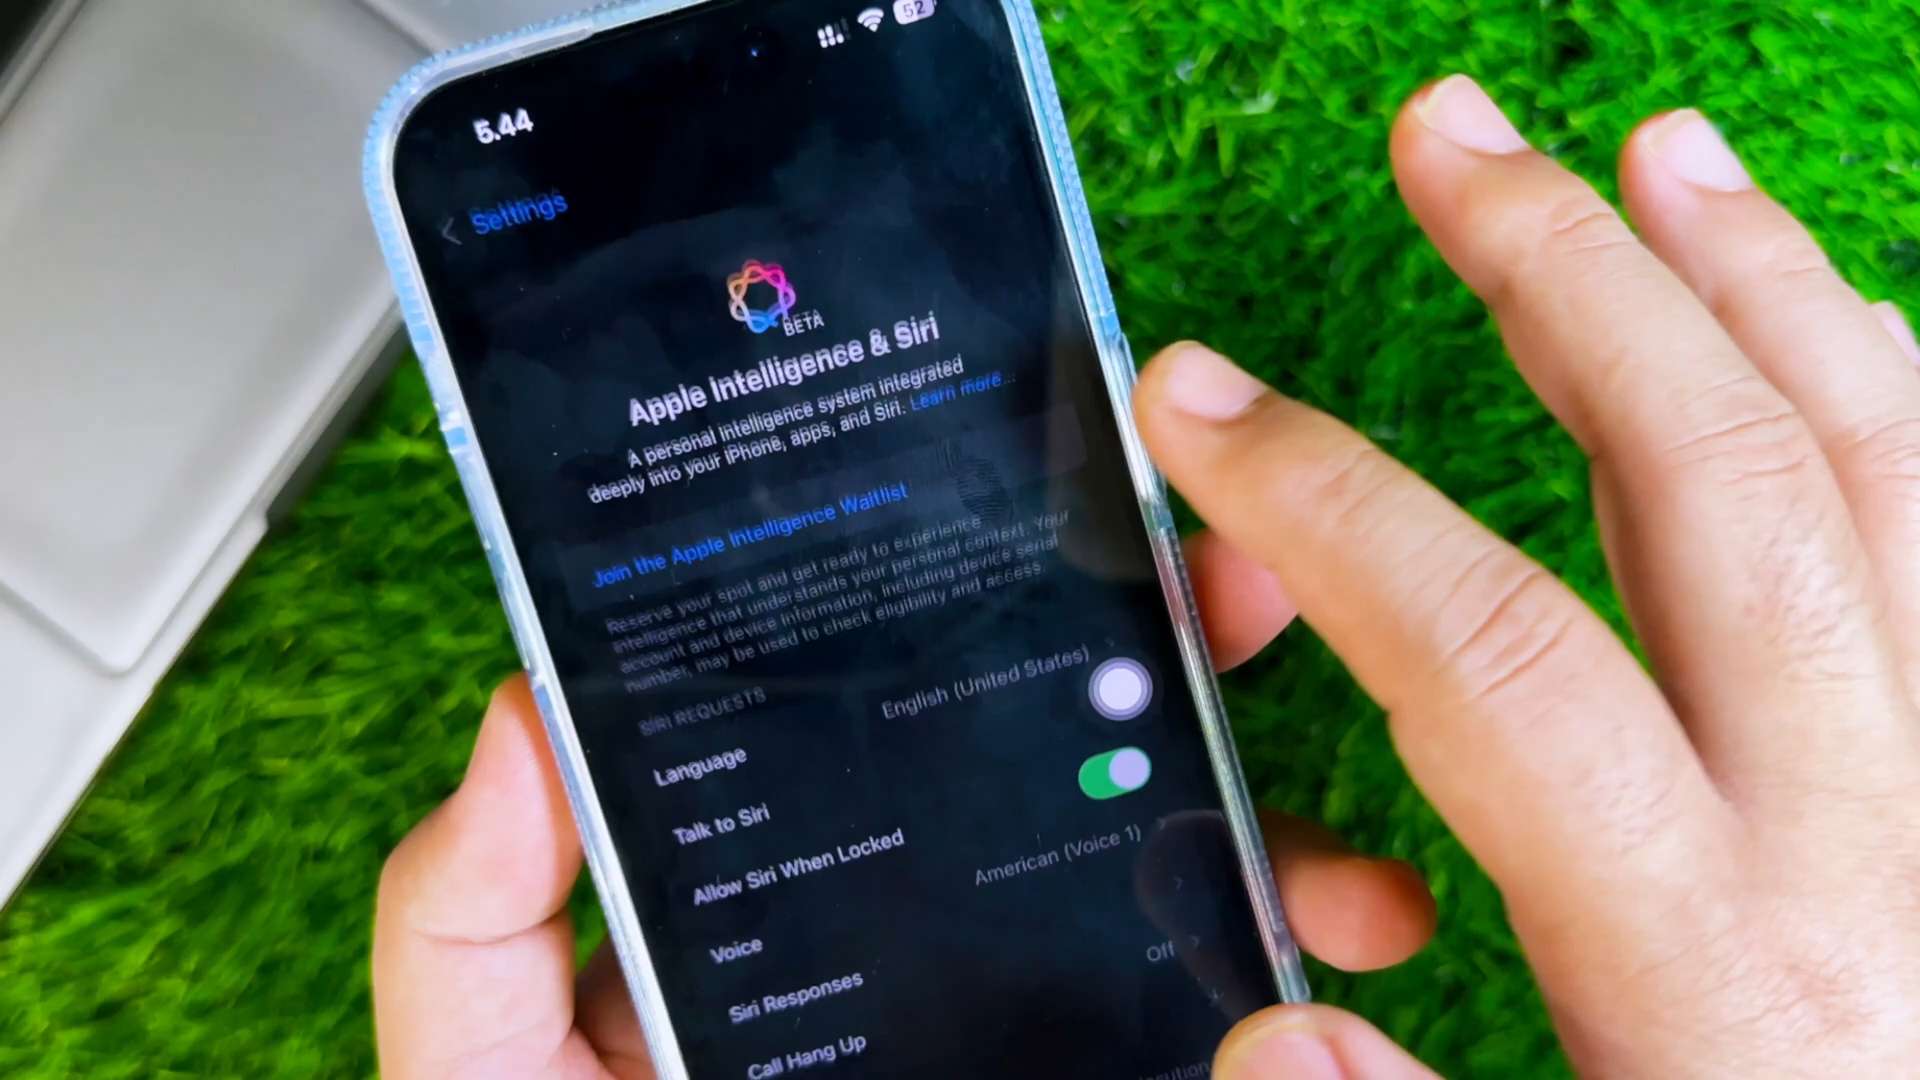 5.44
52
Settings
BETA
Apple Intelligence & Siri
A personal intelligence system integrated
deeply into your iPhone, apps, and Siri. Learn more...
Join the Apple Intelligence Waitlist
Reserve your spot and get ready to experience
intelligence that understands your personal context. Your
account and device information, including device serial
number, may be used to check eligibility and access.
SIRI REQUESTS
Language English (United States)
Talk to Siri
Allow Siri When Locked
Voice American (Voice 1)
Siri Responses
Call Hang Up Off